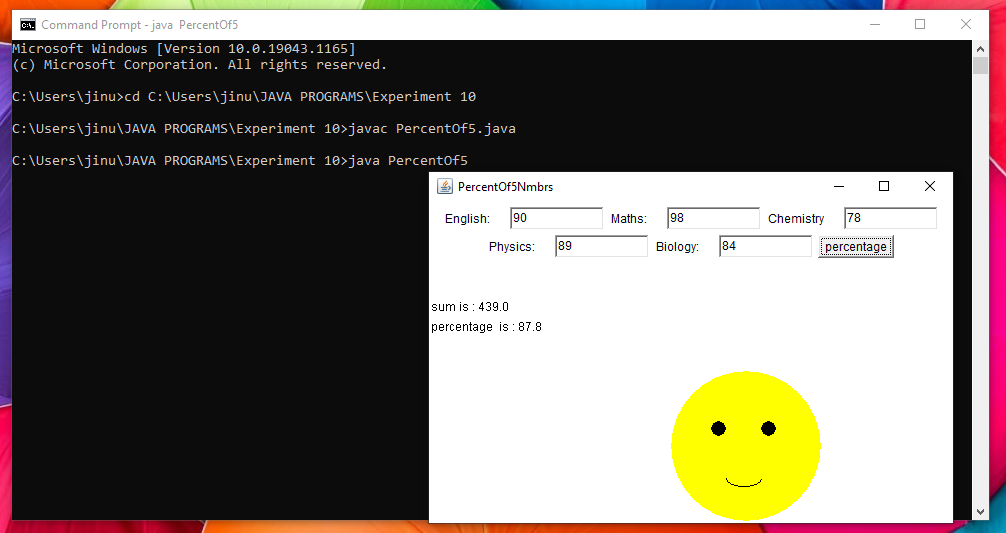 Command Prompt - java  PercentOf5
Microsoft Windows [Version 10.0.19043.1165]
(c) Microsoft Corporation. All rights reserved.
C:\Users\jinu>cd C:\Users\jinu\JAVA PROGRAMS\Experiment 10
C:\Users\jinu\JAVA PROGRAMS\Experiment 10>javac PercentOf5.java
C:\Users\jinu\JAVA PROGRAMS\Experiment 10>java PercentOf5
PercentOf5Nmbrs
English: 90 Maths: 98 Chemistry 78
Physics: 89 Biology: 84 percentage
sum is : 439.0
percentage  is : 87.8